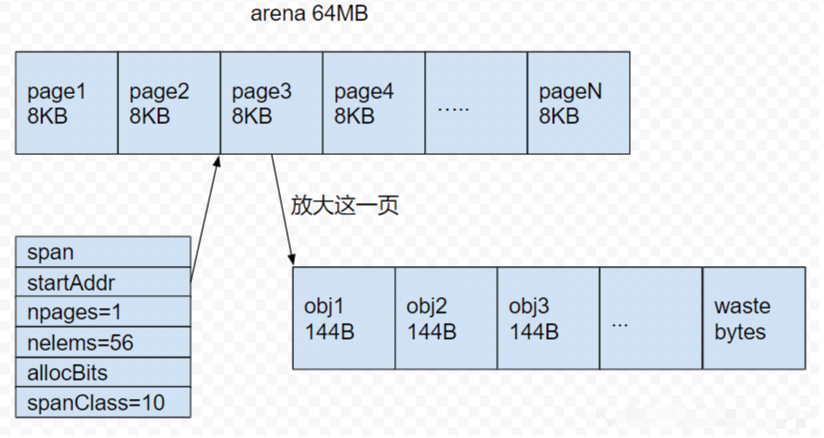 arena 64MB
page1
8KB
page2
8KB
page3
8KB
page4
8KB
.....
pageN
8KB
放大这一页
span
startAddr
npages=1
nelems=56
allocBits
spanClass=10
obj1
144B
obj2
144B
obj3
144B
...
waste
bytes